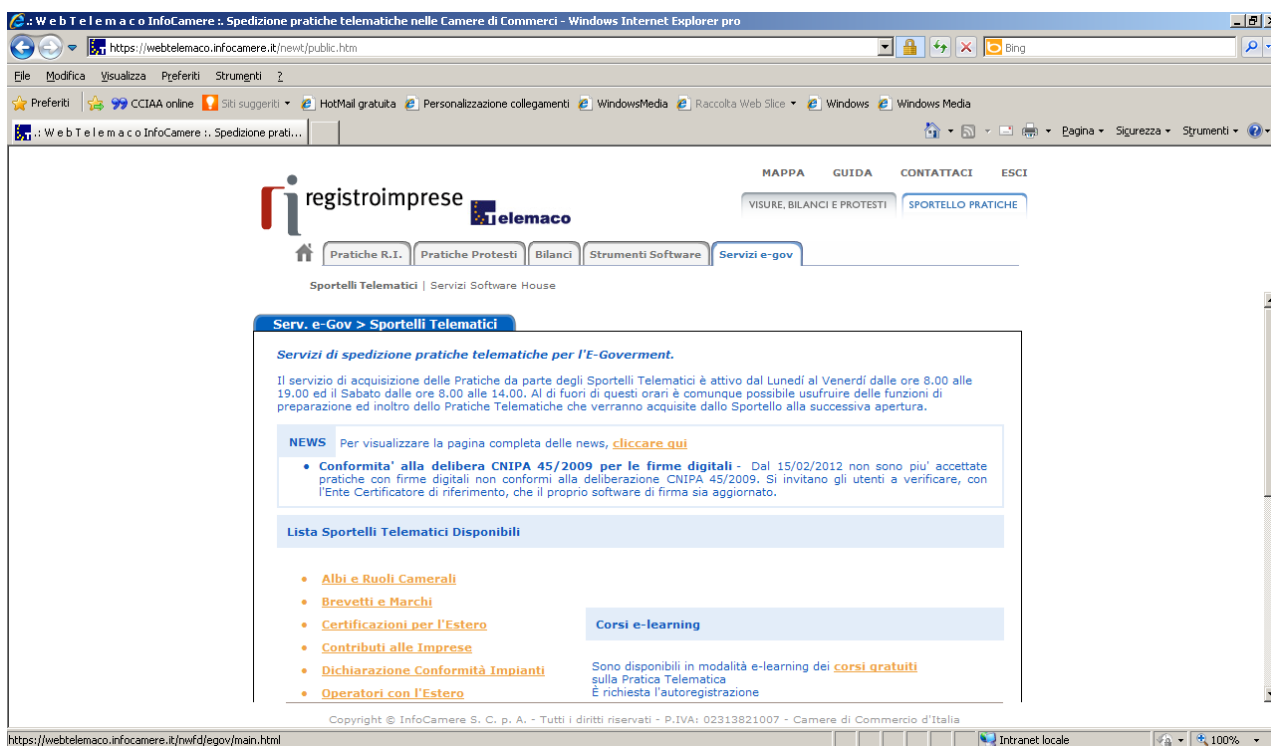 .: W e b T e l e m a c o InfoCamere :. Spedizione pratiche telematiche nelle Camere di Commerci - Windows Internet Explorer pro
https://webtelemaco.infocamere.it/newt/public.htm
Bing
File Modifica Visualizza Preferiti Strumenti ?
Preferiti CCIAA online Siti suggeriti HotMail gratuita Personalizzazione collegamenti WindowsMedia Raccolta Web Slice Windows Windows Media
.: W e b T e l e m a c o InfoCamere :. Spedizione prati...
Pagina Sicurezza Strumenti
MAPPA GUIDA CONTATTACI ESCI
registroimprese Telemaco
VISURE, BILANCI E PROTESTI SPORTELLO PRATICHE
Pratiche R.I. Pratiche Protesti Bilanci Strumenti Software Servizi e-gov
Sportelli Telematici | Servizi Software House
Serv. e-Gov > Sportelli Telematici
Servizi di spedizione pratiche telematiche per l'E-Goverment.
Il servizio di acquisizione delle Pratiche da parte degli Sportelli Telematici è attivo dal Lunedí al Venerdí dalle ore 8.00 alle
19.00 ed il Sabato dalle ore 8.00 alle 14.00. Al di fuori di questi orari è comunque possibile usufruire delle funzioni di
preparazione ed inoltro dello Pratiche Telematiche che verranno acquisite dallo Sportello alla successiva apertura.
NEWS Per visualizzare la pagina completa delle news, cliccare qui
• Conformita' alla delibera CNIPA 45/2009 per le firme digitali - Dal 15/02/2012 non sono piu' accettate
pratiche con firme digitali non conformi alla deliberazione CNIPA 45/2009. Si invitano gli utenti a verificare, con
l'Ente Certificatore di riferimento, che il proprio software di firma sia aggiornato.
Lista Sportelli Telematici Disponibili
• Albi e Ruoli Camerali
• Brevetti e Marchi
• Certificazioni per l'Estero
• Contributi alle Imprese
• Dichiarazione Conformità Impianti
• Operatori con l'Estero
Corsi e-learning
Sono disponibili in modalità e-learning dei corsi gratuiti
sulla Pratica Telematica
È richiesta l'autoregistrazione
Copyright © InfoCamere S. C. p. A. - Tutti i diritti riservati - P.IVA: 02313821007 - Camere di Commercio d'Italia
https://webtelemaco.infocamere.it/nwfd/egov/main.html
Intranet locale
100%